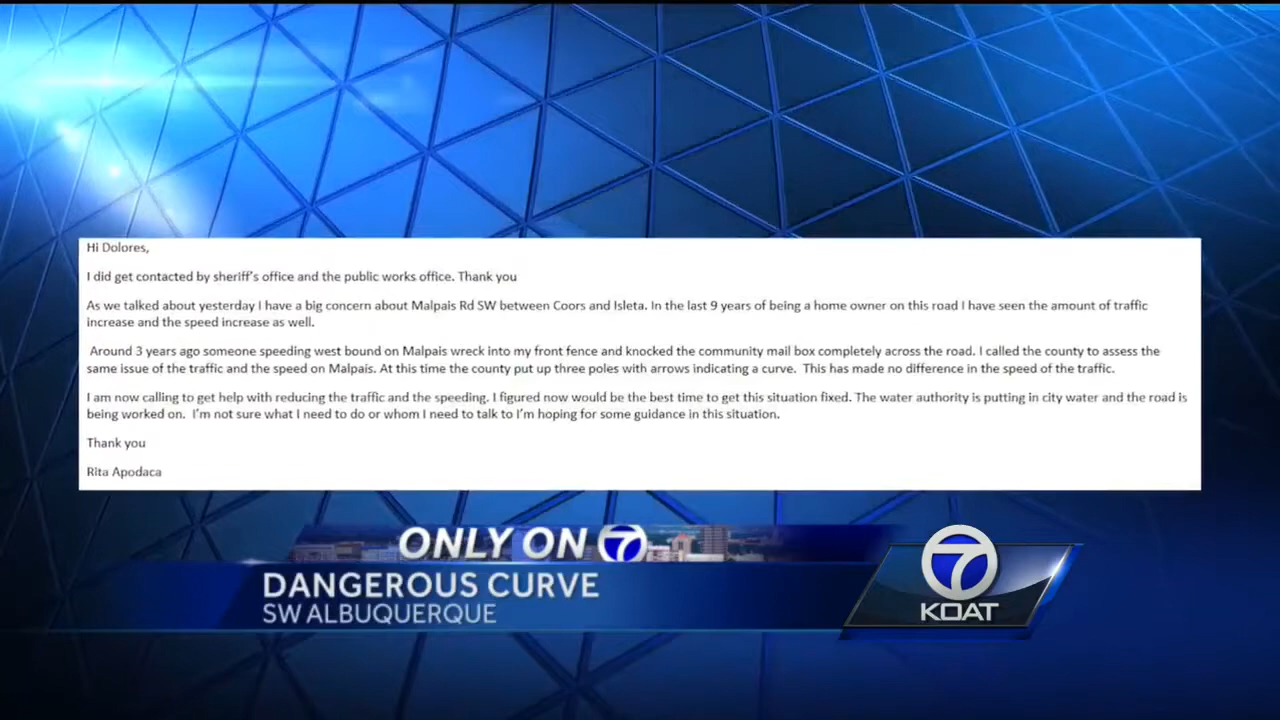 Hi Dolores,
I did get contacted by sheriff's office and the public works office. Thank you
As we talked about yesterday I have a big concern about Malpais Rd SW between Coors and Isleta. In the last 9 years of being a home owner on this road I have seen the amount of traffic
increase and the speed increase as well.
Around 3 years ago someone speeding west bound on Malpais wreck into my front fence and knocked the community mail box completely across the road. I called the county to assess the
same issue of the traffic and the speed on Malpais. At this time the county put up three poles with arrows indicating a curve.  This has made no difference in the speed of the traffic.
I am now calling to get help with reducing the traffic and the speeding. I figured now would be the best time to get this situation fixed. The water authority is putting in city water and the road is
being worked on.  I'm not sure what I need to do or whom I need to talk to I'm hoping for some guidance in this situation.
Thank you
Rita Apodaca
ONLY ON 7
DANGEROUS CURVE
SW ALBUQUERQUE
7
KOAT